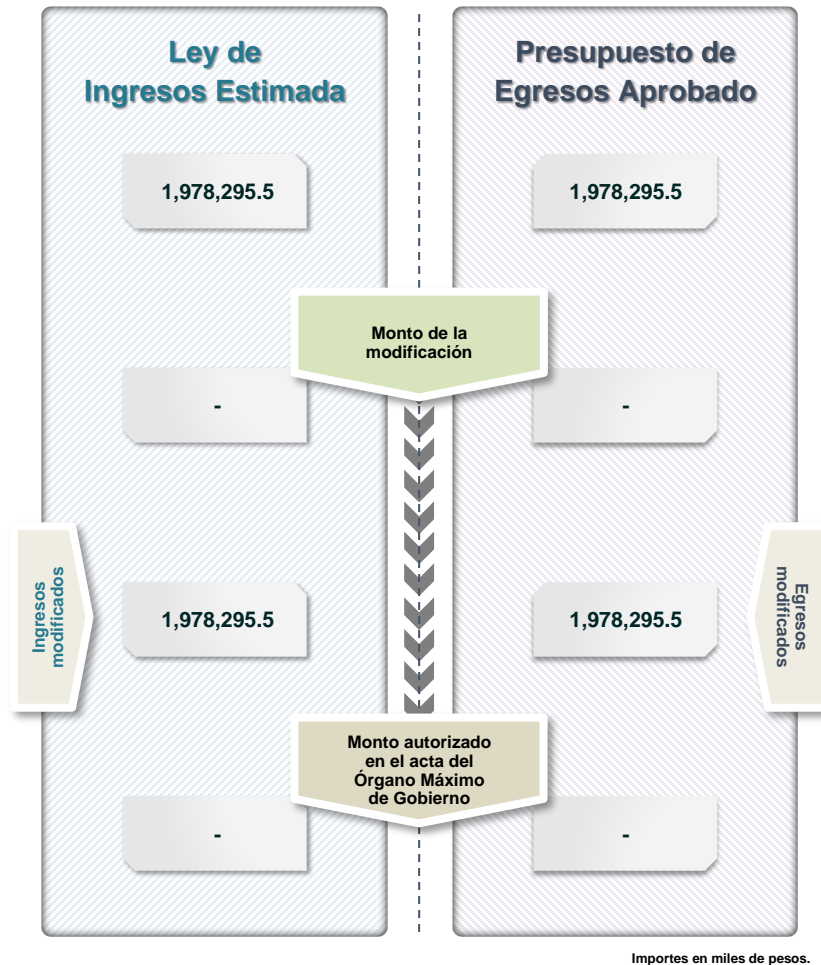 Ley de
Ingresos Estimada
Presupuesto de
Egresos Aprobado
1,978,295.5
1,978,295.5
Monto de la
modificación
-
-
Ingresos
modificados
1,978,295.5
1,978,295.5
Egresos
modificados
Monto autorizado
en el acta del
Órgano Máximo
de Gobierno
-
-
Importes en miles de pesos.